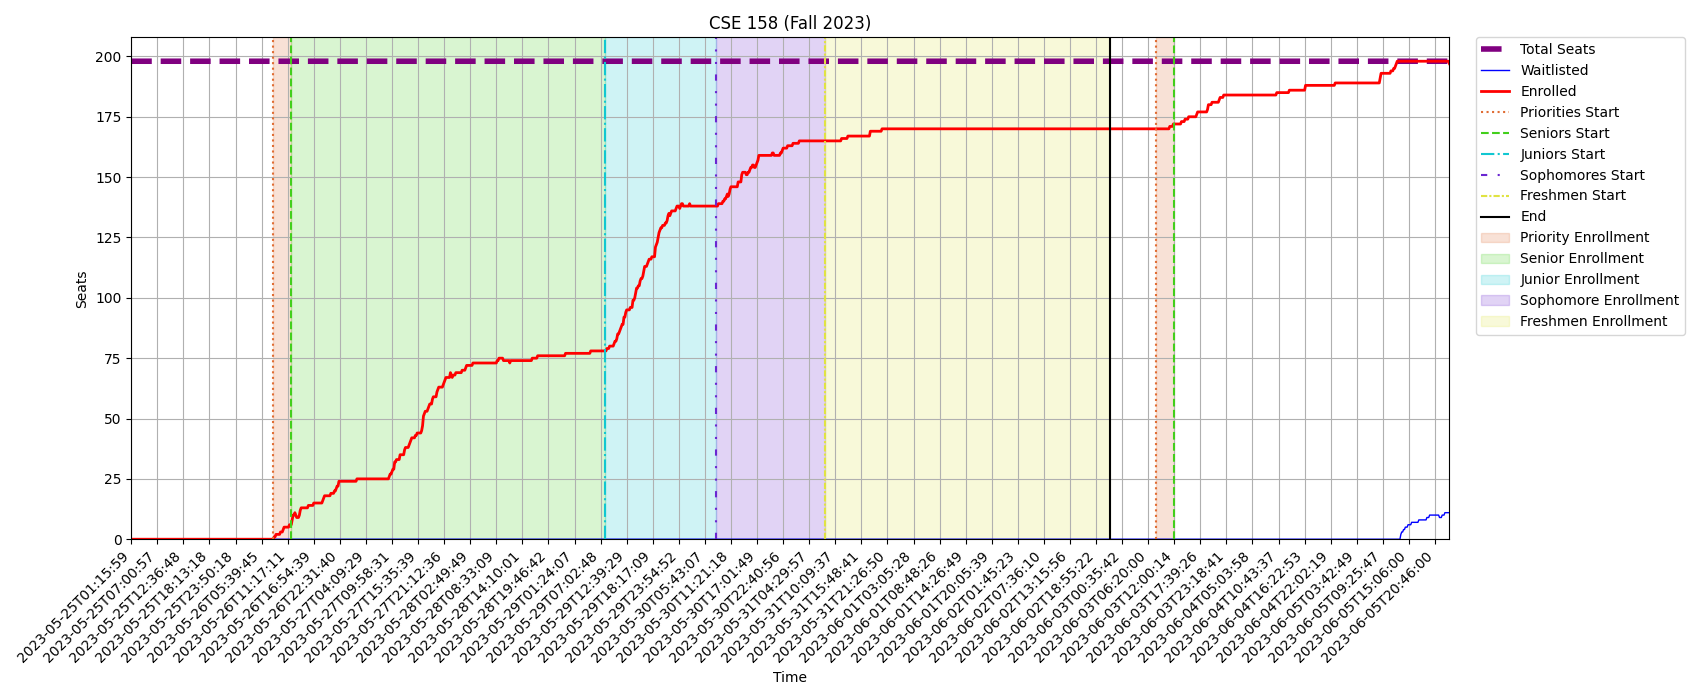 CSE 158 (Fall 2023)
Seats
200
175
150
125
100
75
50
25
0
2023-05-25T01:15:59
2023-05-25T07:00:57
2023-05-25T12:36:48
2023-05-25T18:13:18
2023-05-25T23:50:18
2023-05-26T05:39:45
2023-05-26T11:17:11
2023-05-26T16:54:39
2023-05-26T22:31:40
2023-05-27T04:09:29
2023-05-27T09:58:31
2023-05-27T15:35:39
2023-05-27T21:12:36
2023-05-28T02:49:49
2023-05-28T08:33:09
2023-05-28T14:10:01
2023-05-28T19:46:42
2023-05-29T01:24:07
2023-05-29T07:02:48
2023-05-29T12:39:29
2023-05-29T18:17:09
2023-05-29T23:54:52
2023-05-30T05:43:07
2023-05-30T11:21:18
2023-05-30T17:01:49
2023-05-30T22:40:56
2023-05-31T04:29:57
2023-05-31T10:09:37
2023-05-31T15:48:41
2023-05-31T21:26:50
2023-06-01T03:05:28
2023-06-01T08:48:26
2023-06-01T14:26:49
2023-06-01T20:05:39
2023-06-02T01:45:23
2023-06-02T07:36:10
2023-06-02T13:15:56
2023-06-02T18:55:22
2023-06-03T00:35:42
2023-06-03T06:20:00
2023-06-03T12:00:14
2023-06-03T17:39:26
2023-06-03T23:18:41
2023-06-04T05:03:58
2023-06-04T10:43:37
2023-06-04T16:22:53
2023-06-04T22:02:19
2023-06-05T03:42:49
2023-06-05T09:25:47
2023-06-05T15:06:00
2023-06-05T20:46:00
Time
Total Seats
Waitlisted
Enrolled
Priorities Start
Seniors Start
Juniors Start
Sophomores Start
Freshmen Start
End
Priority Enrollment
Senior Enrollment
Junior Enrollment
Sophomore Enrollment
Freshmen Enrollment